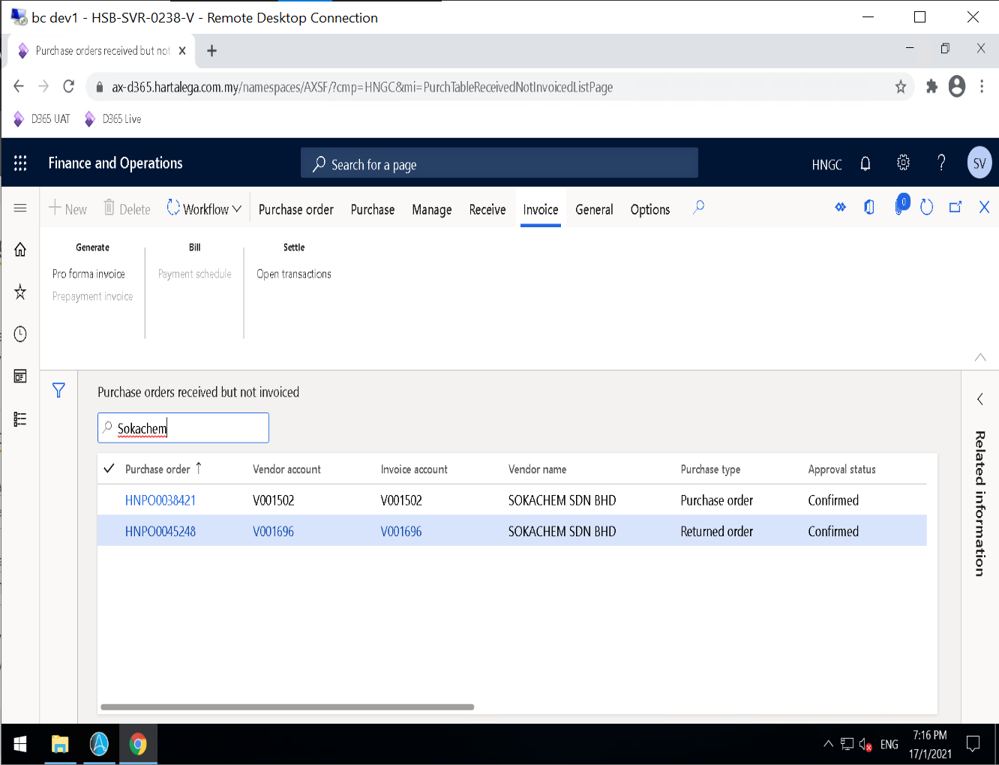 bc dev1 - HSB-SVR-0238-V - Remote Desktop Connection
Purchase orders received but not
ax-d365.hartalega.com.my/namespaces/AXSF/?cmp=HNGC&mi=PurchTableReceivedNotInvoicedListPage
D365 UAT D365 Live
Finance and Operations Search for a page HNGC ? SV
New Delete Workflow Purchase order Purchase Manage Receive Invoice General Options 0
Generate Bill Settle
Pro forma invoice Payment schedule Open transactions
Prepayment invoice
Purchase orders received but not invoiced
Sokachem
Purchase order ↑ Vendor account Invoice account Vendor name Purchase type Approval status
HNPO0038421 V001502 V001502 SOKACHEM SDN BHD Purchase order Confirmed
HNPO0045248 V001696 V001696 SOKACHEM SDN BHD Returned order Confirmed
Related information
ENG 7:16 PM
17/1/2021